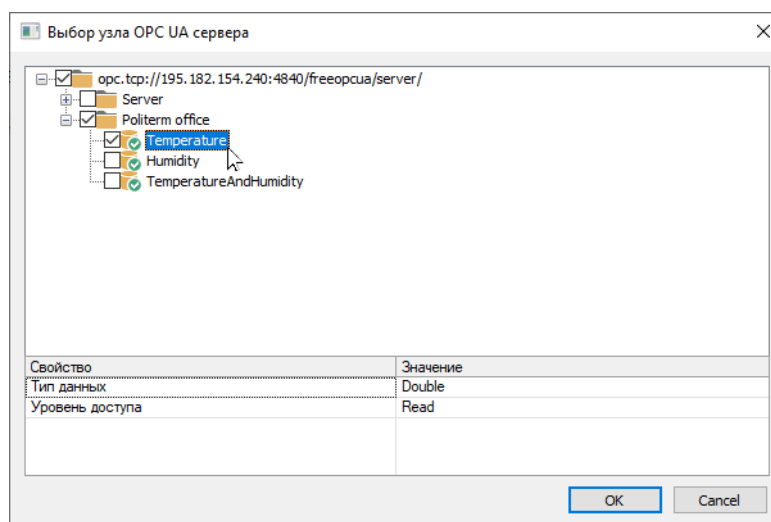 Выбор узла OPC UA сервера
opc.tcp://195.182.154.240:4840/freeopcua/server/
Server
Politerm office
Temperature
Humidity
TemperatureAndHumidity
Свойство Значение
Тип данных Double
Уровень доступа Read
OK Cancel